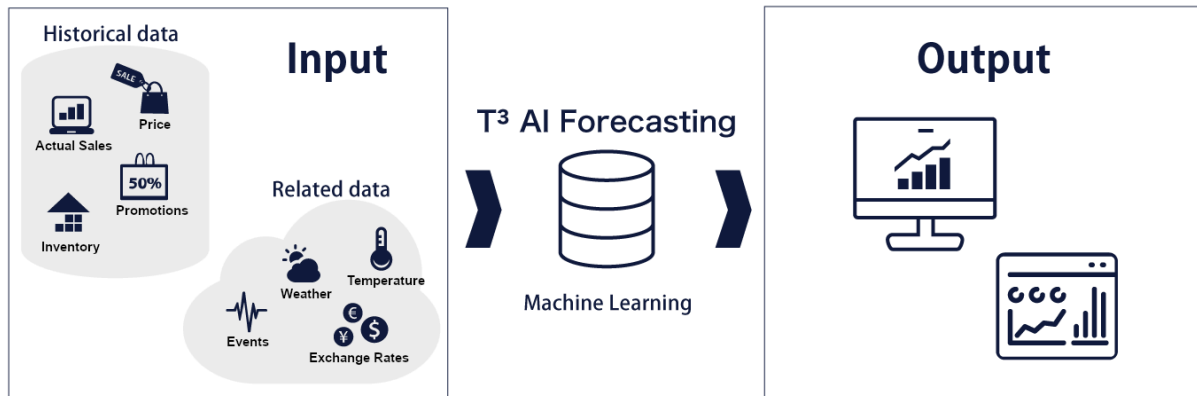 Historical data
Input
SALE
Price
Actual Sales
50%
Promotions
Inventory
Related data
Temperature
Weather
Events
€
¥
$
Exchange Rates
T³ AI Forecasting
Machine Learning
Output